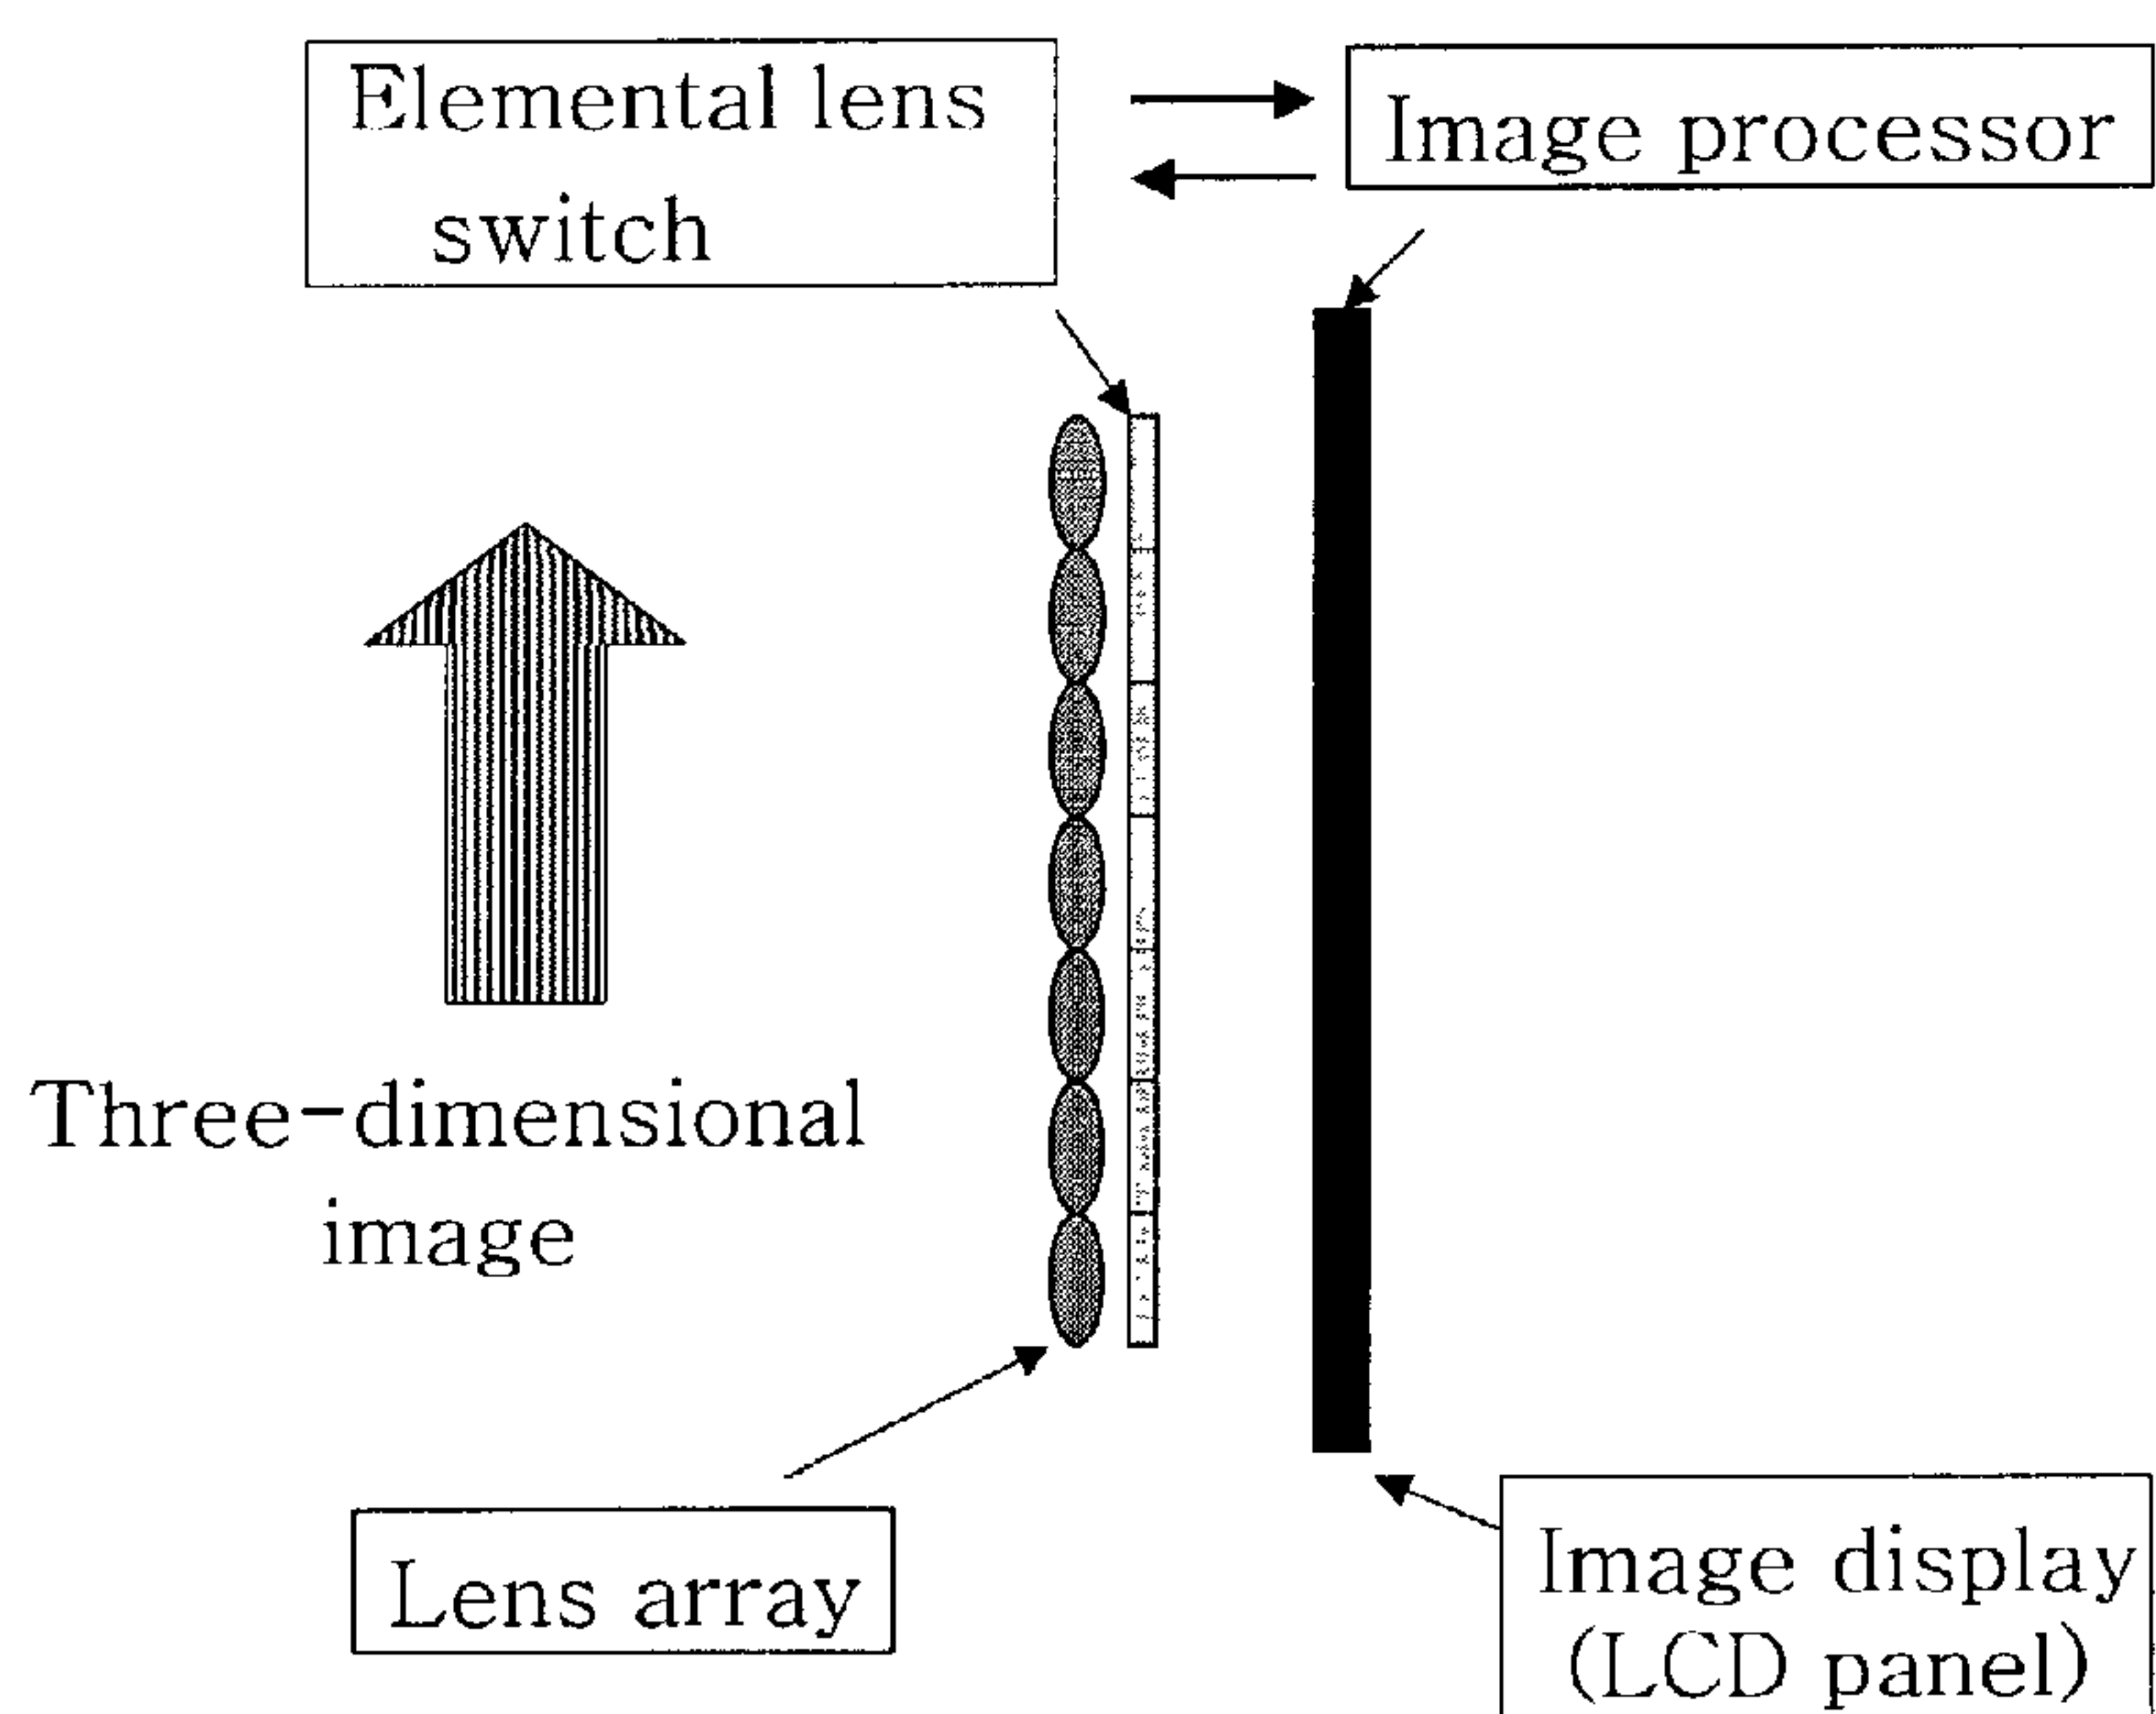 Elemental lens
switch
Image processor
Three-dimensional
image
Lens array
Image display
(LCD panel)